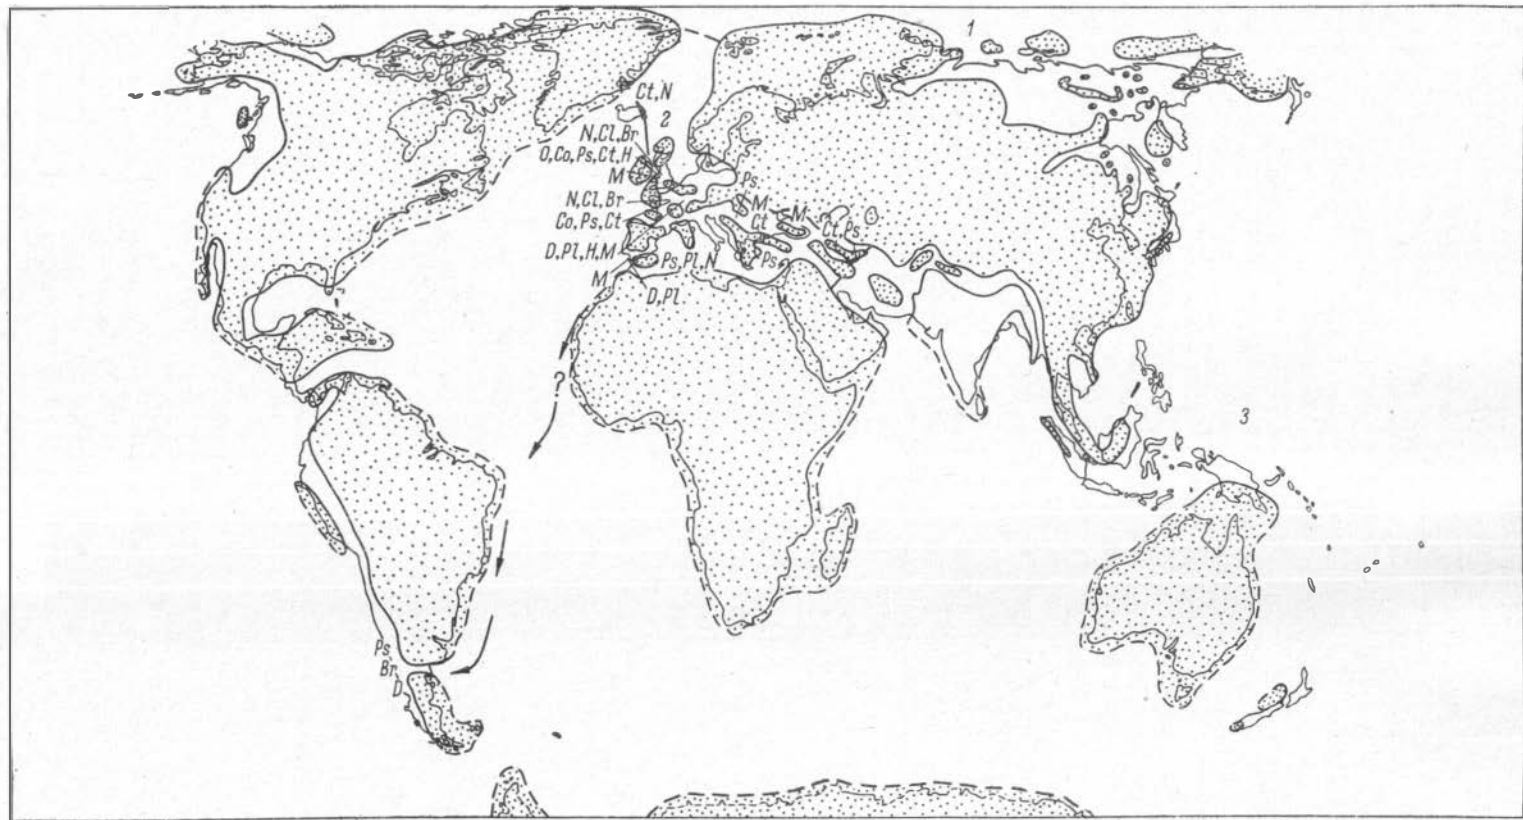 1
Ct,N
2
N,Cl,Br
O,Co,Ps,Ct,H
M
Ps
N,Cl,Br
M
M
Co,Ps,Ct
Ct
Ct,Ps
D,Pl,H,M
Ps,Pl,N
Ps
M
D,Pl
3
Ps
Br
D